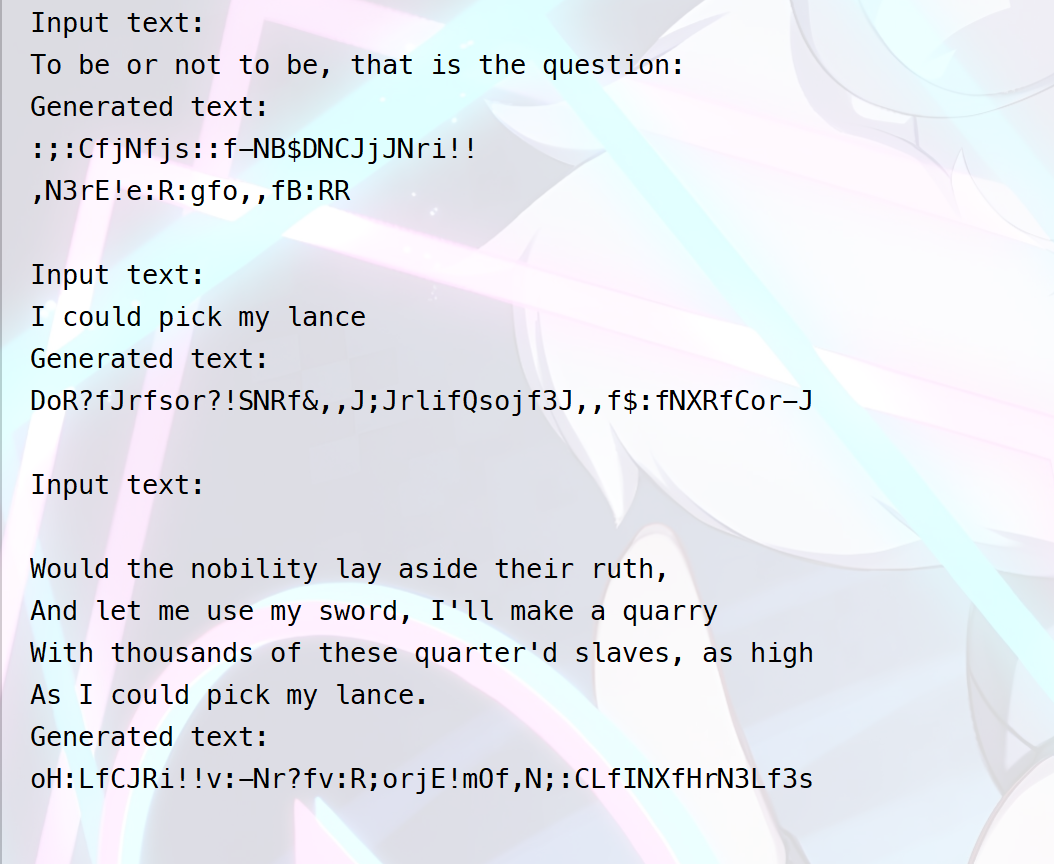 Input text:
To be or not to be, that is the question:
Generated text:
:;:CfjNfjs::f–NB$DNCJjJNri!!
,N3rE!e:R:gfo,,fB:RR
Input text:
I could pick my lance
Generated text:
DoR?fJrfsor?!SNRf&,,J;JrlifQsojf3J,,f$:fNXRfCor–J
Input text:
Would the nobility lay aside their ruth,
And let me use my sword, I'll make a quarry
With thousands of these quarter'd slaves, as high
As I could pick my lance.
Generated text:
oH:LfCJRi!!v:–Nr?fv:R;orjE!mOf,N;:CLfINXfHrN3Lf3s